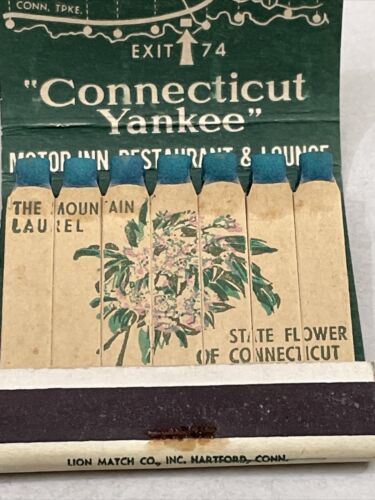 CONN. TPKE.
EXIT 74
"Connecticut
Yankee"
MOTOR INN RESTAURANT & LOUNGE
THE MOUNTAIN
LAUREL
STATE FLOWER
OF CONNECTICUT
LION MATCH CO., INC. HARTFORD, CONN.